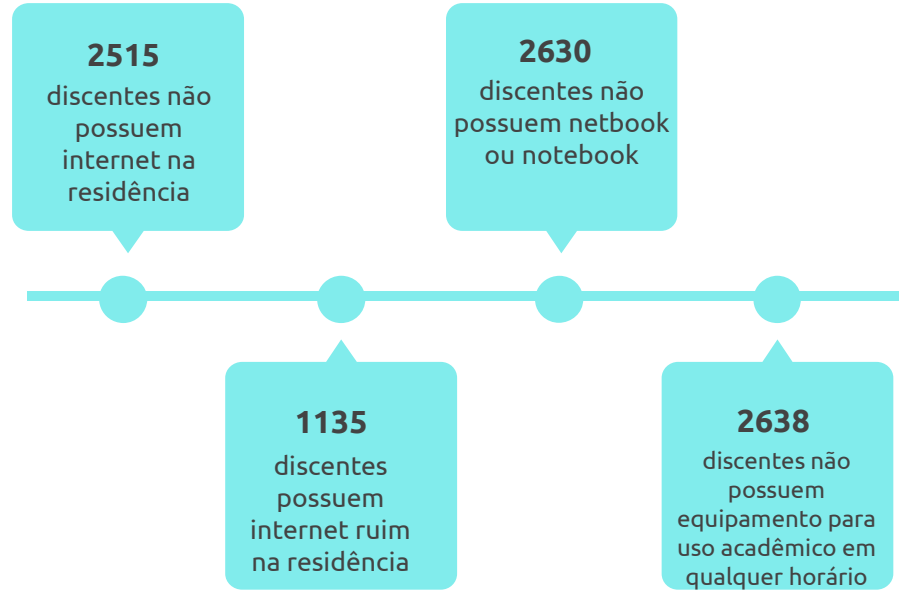 2515
discentes não
possuem
internet na
residência
1135
discentes
possuem
internet ruim
na residência
2630
discentes não
possuem netbook
ou notebook
2638
discentes não
possuem
equipamento para
uso acadêmico em
qualquer horário